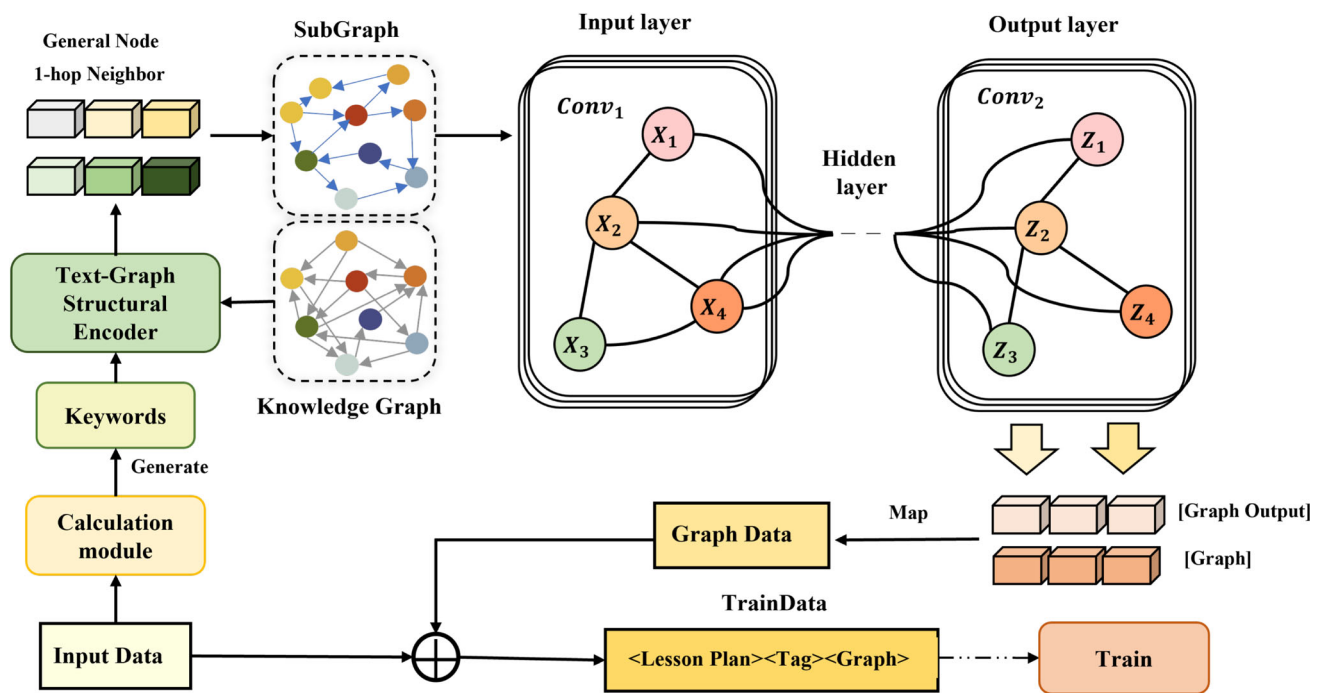 General Node
1-hop Neighbor
SubGraph
Input layer
Output layer
Conv₁
X₁
X₂
X₃
X₄
Hidden
layer
Conv₂
Z₁
Z₂
Z₃
Z₄
Text-Graph
Structural
Encoder
Knowledge Graph
Keywords
Generate
Calculation
module
Input Data
[Graph Output]
[Graph]
Map
Graph Data
TrainData
<Lesson Plan><Tag><Graph>
Train